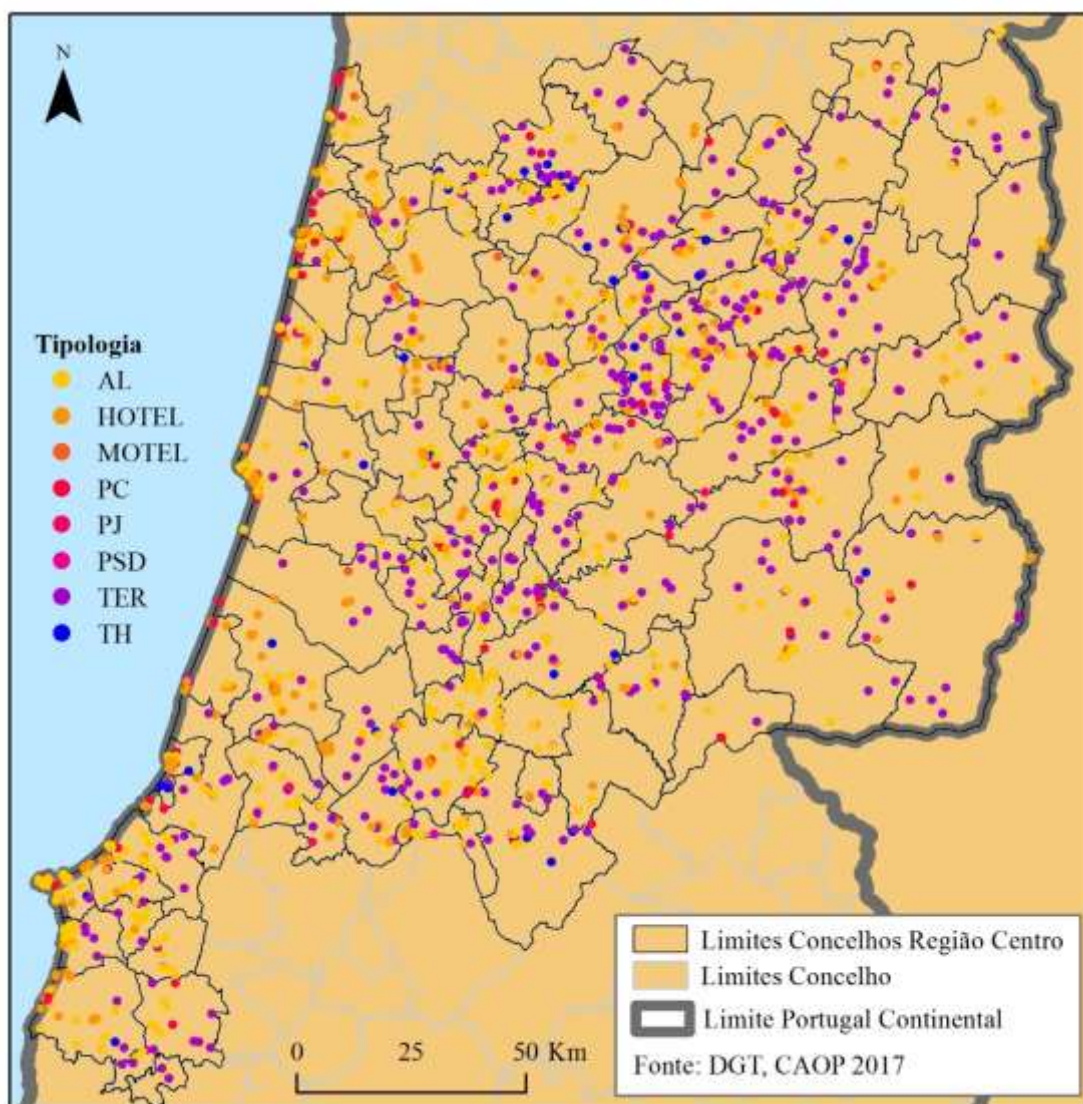 N
Tipologia
AL
HOTEL
MOTEL
PC
PJ
PSD
TER
TH
0 25 50 Km
Limites Concelhos Região Centro
Limites Concelho
Limite Portugal Continental
Fonte: DGT, CAOP 2017